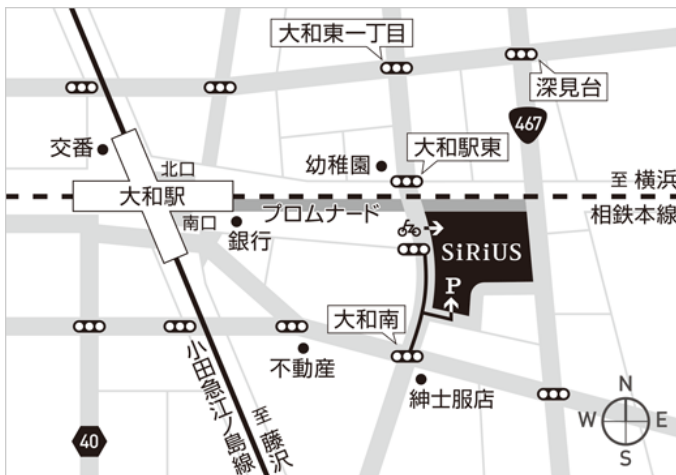 大和東一丁目
深見台
467
交番
北口
幼稚園
大和駅東
大和駅
至 横浜
南口
プロムナード
相鉄本線
銀行
SiRiUS
P
大和南
不動産
小田急江ノ島線
至 藤沢
紳士服店
40
N
W
E
S